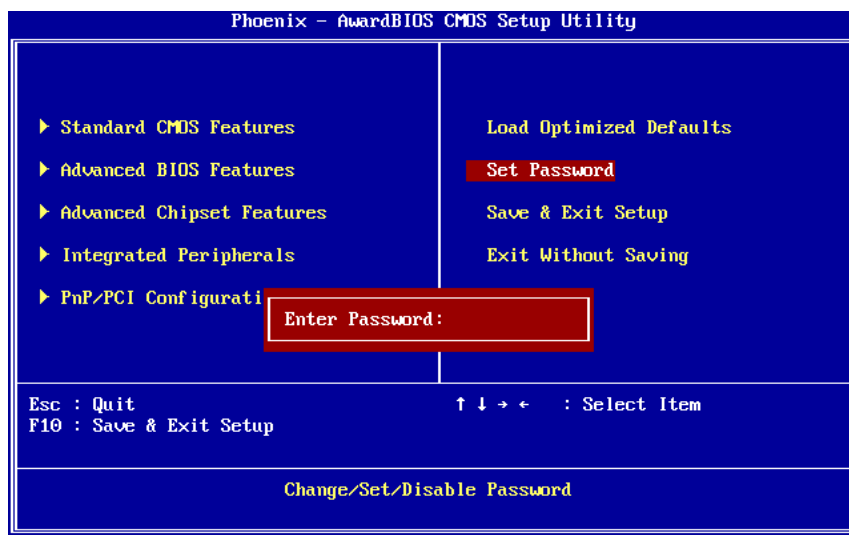 Phoenix - AwardBIOS CMOS Setup Utility
Standard CMOS Features
Advanced BIOS Features
Advanced Chipset Features
Integrated Peripherals
PnP/PCI Configurati
Load Optimized Defaults
Set Password
Save & Exit Setup
Exit Without Saving
Enter Password:
Esc : Quit
F10 : Save & Exit Setup
↑ ↓ → ← : Select Item
Change/Set/Disable Password